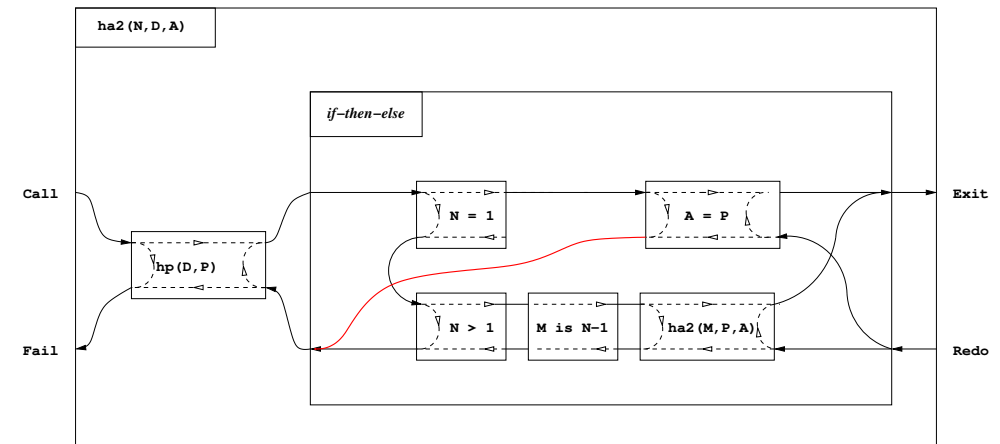 ha2(N,D,A)
if-then-else
Call
Exit
N = 1
A = P
hp(D,P)
N > 1
M is N-1
ha2(M,P,A)
Fail
Redo